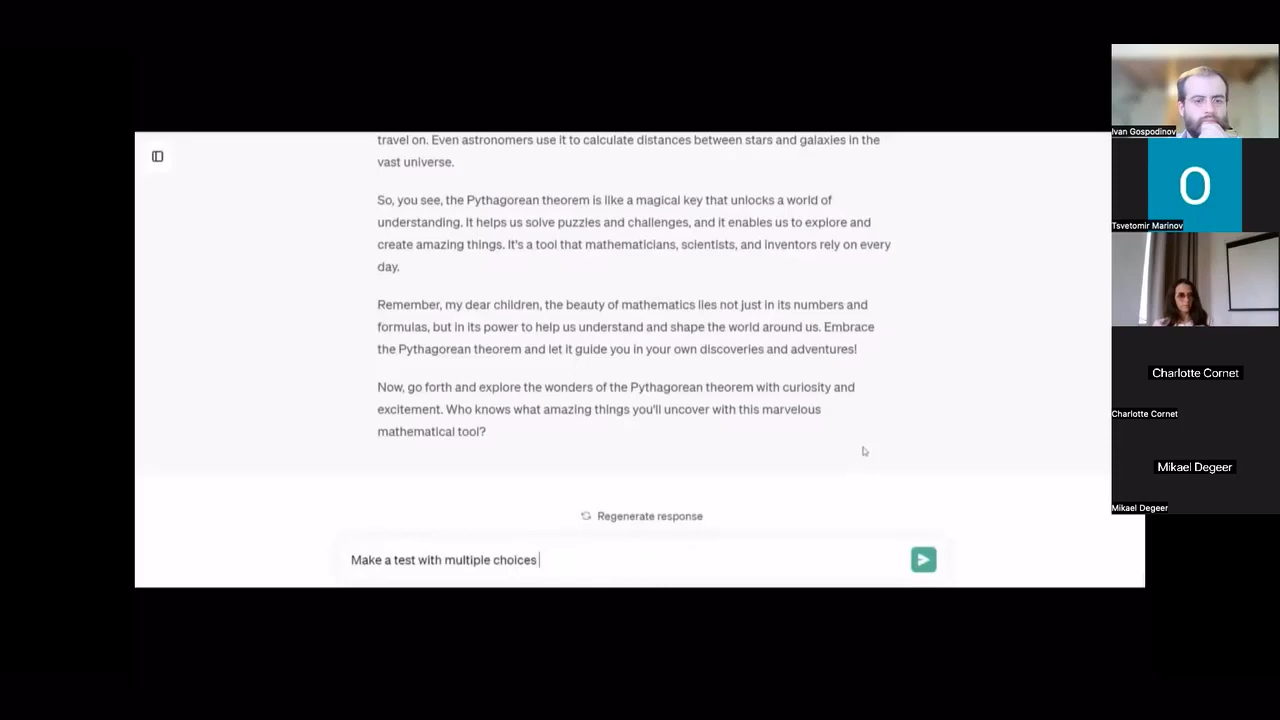 travel on. Even astronomers use it to calculate distances between stars and galaxies in the
vast universe.
So, you see, the Pythagorean theorem is like a magical key that unlocks a world of
understanding. It helps us solve puzzles and challenges, and it enables us to explore and
create amazing things. It's a tool that mathematicians, scientists, and inventors rely on every
day.
Remember, my dear children, the beauty of mathematics lies not just in its numbers and
formulas, but in its power to help us understand and shape the world around us. Embrace
the Pythagorean theorem and let it guide you in your own discoveries and adventures!
Now, go forth and explore the wonders of the Pythagorean theorem with curiosity and
excitement. Who knows what amazing things you'll uncover with this marvelous
mathematical tool?
Regenerate response
Make a test with multiple choices
Ivan Gospodinov
O
Tsvetomir Marinov
Charlotte Cornet
Charlotte Cornet
Mikael Degeer
Mikael Degeer